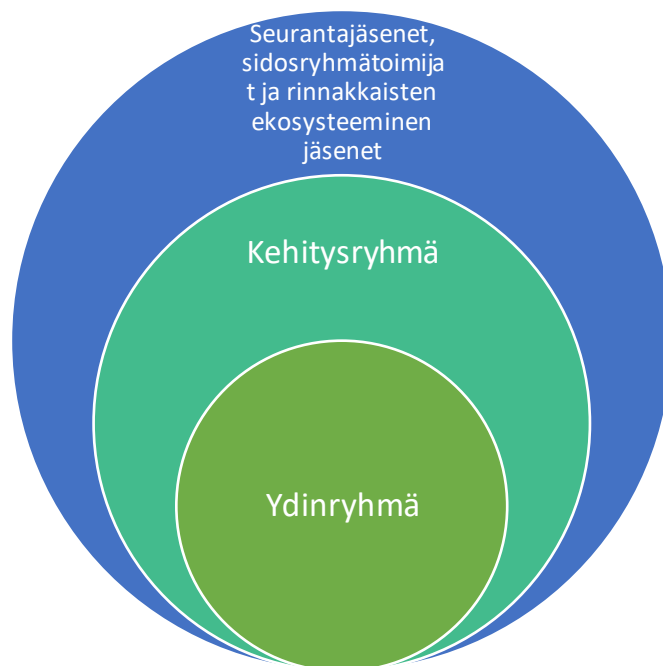 Seurantajäsenet,
sidosryhmätoimija
t ja rinnakkaisten
ekosysteeminen
jäsenet
Kehitysryhmä
Ydinryhmä